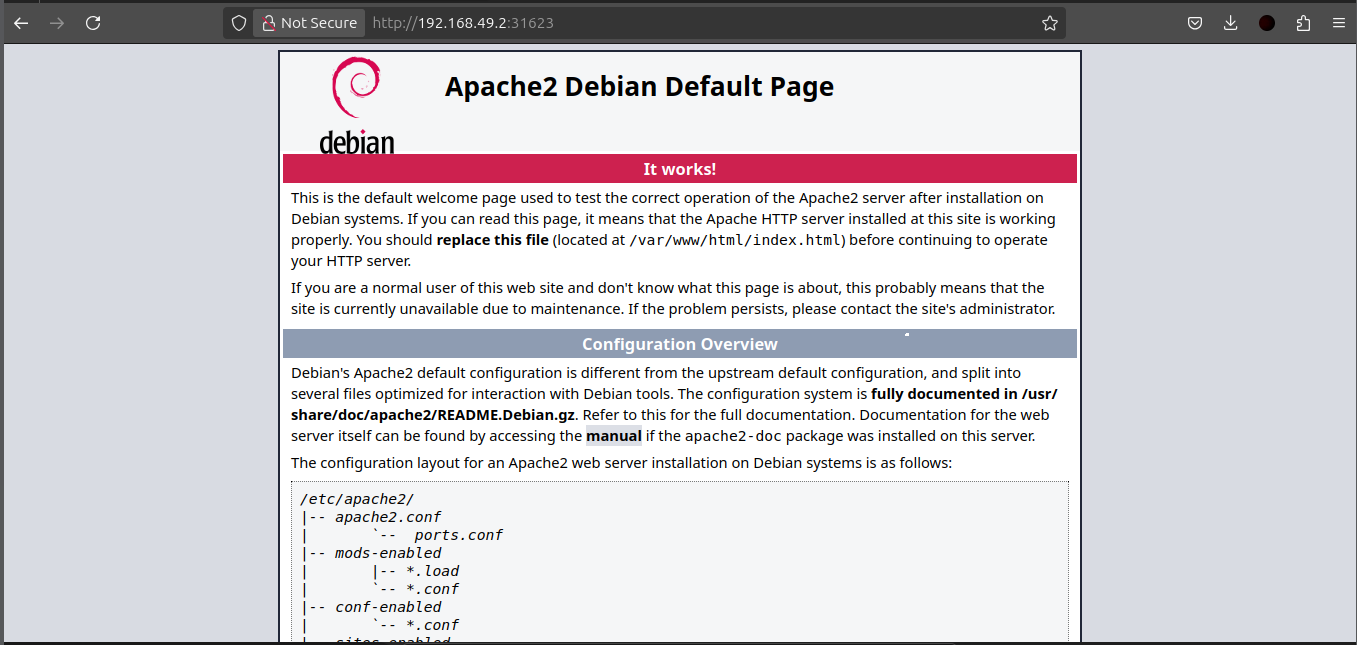 Not Secure http://192.168.49.2:31623
debian
Apache2 Debian Default Page
It works!
This is the default welcome page used to test the correct operation of the Apache2 server after installation on
Debian systems. If you can read this page, it means that the Apache HTTP server installed at this site is working
properly. You should replace this file (located at /var/www/html/index.html) before continuing to operate
your HTTP server.
If you are a normal user of this web site and don't know what this page is about, this probably means that the
site is currently unavailable due to maintenance. If the problem persists, please contact the site's administrator.
Configuration Overview
Debian's Apache2 default configuration is different from the upstream default configuration, and split into
several files optimized for interaction with Debian tools. The configuration system is fully documented in /usr/
share/doc/apache2/README.Debian.gz. Refer to this for the full documentation. Documentation for the web
server itself can be found by accessing the manual if the apache2-doc package was installed on this server.
The configuration layout for an Apache2 web server installation on Debian systems is as follows:
/etc/apache2/
|-- apache2.conf
|       `--  ports.conf
|-- mods-enabled
|       |-- *.load
|       `-- *.conf
|-- conf-enabled
|       `-- *.conf
|-- sites-enabled